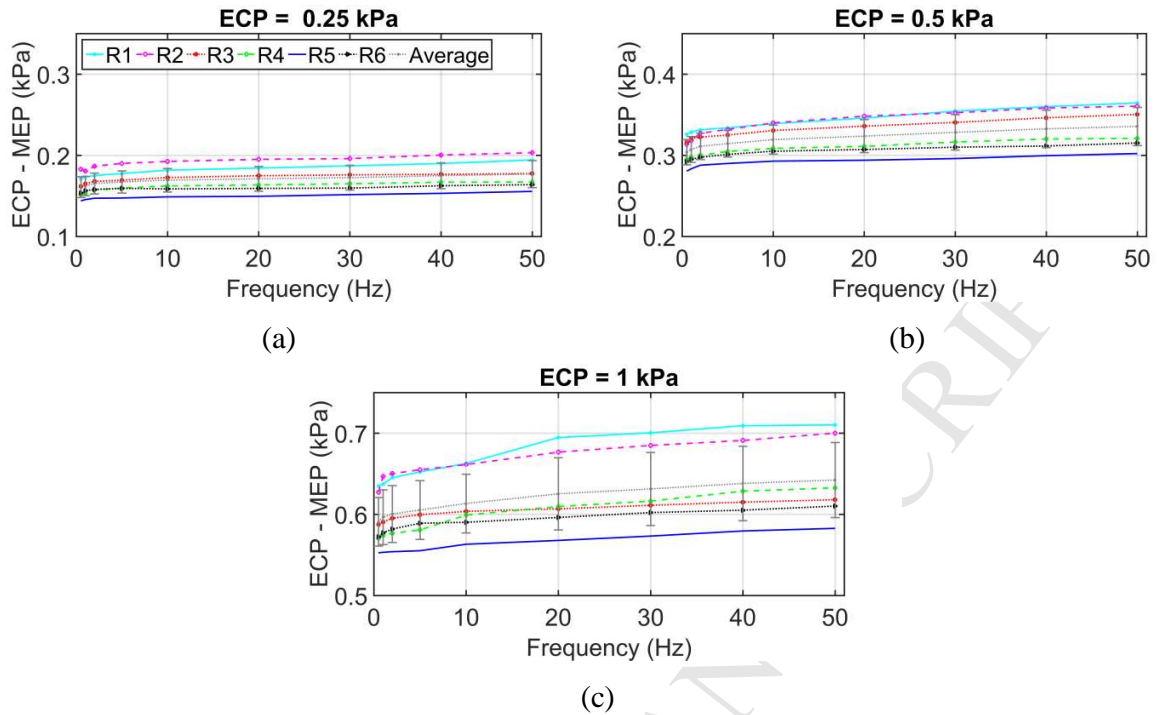 ECP = 0.25 kPa
R1 R2 R3 R4 R5 R6 Average
ECP - MEP (kPa)
0.3
0.2
0.1
0 10 20 30 40 50
Frequency (Hz)
(a)
ECP = 0.5 kPa
ECP - MEP (kPa)
0.4
0.3
0.2
0 10 20 30 40 50
Frequency (Hz)
(b)
ECP = 1 kPa
ECP - MEP (kPa)
0.7
0.6
0.5
0 10 20 30 40 50
Frequency (Hz)
(c)